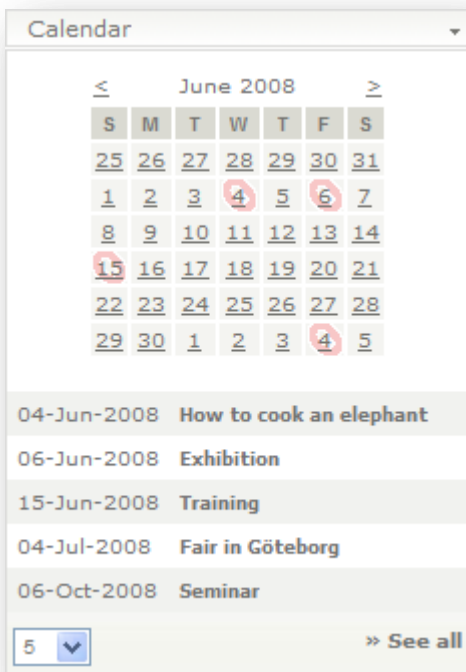 Calendar
< June 2008 >
S M T W T F S
25 26 27 28 29 30 31
1 2 3 4 5 6 7
8 9 10 11 12 13 14
15 16 17 18 19 20 21
22 23 24 25 26 27 28
29 30 1 2 3 4 5
04-Jun-2008 How to cook an elephant
06-Jun-2008 Exhibition
15-Jun-2008 Training
04-Jul-2008 Fair in Göteborg
06-Oct-2008 Seminar
5 » See all